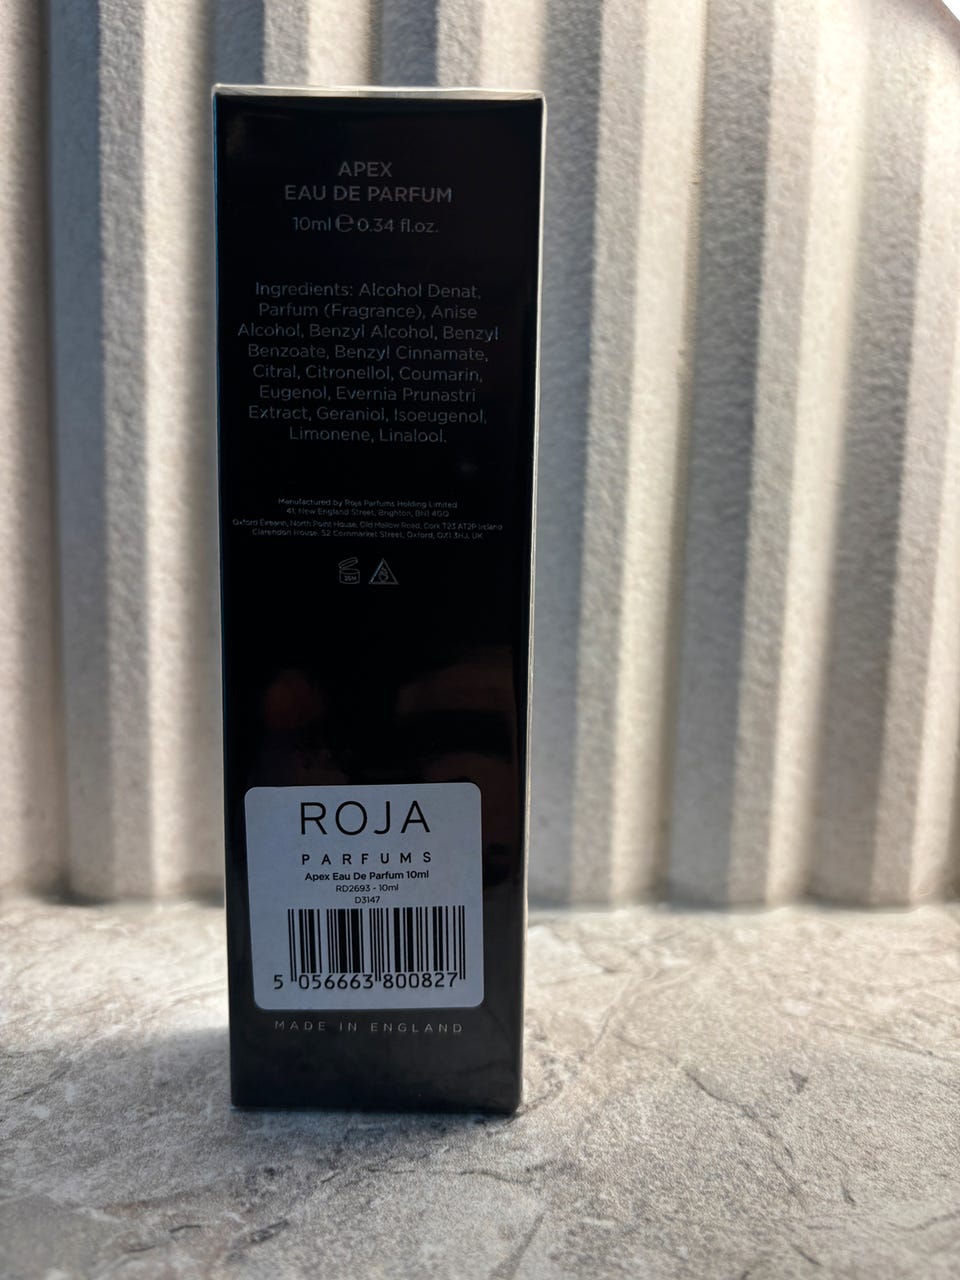 APEX
EAU DE PARFUM
10ml ℮ 0.34 fl.oz.
Ingredients: Alcohol Denat,
Parfum (Fragrance), Anise
Alcohol, Benzyl Alcohol, Benzyl
Benzoate, Benzyl Cinnamate,
Citral, Citronellol, Coumarin,
Eugenol, Evernia Prunastri
Extract, Geraniol, Isoeugenol,
Limonene, Linalool.
Manufactured by Roja Parfums Holding Limited
41, New England Street, Brighton, BN1 4GQ
Oxford Éireann, North Point House, Old Mallow Road, Cork T23 AT2P Ireland
Clarendon House, 52 Cornmarket Street, Oxford, OX1 3HJ, UK
ROJA
PARFUMS
Apex Eau De Parfum 10ml
RD2693 - 10ml
D3147
5 056663 800827
MADE IN ENGLAND